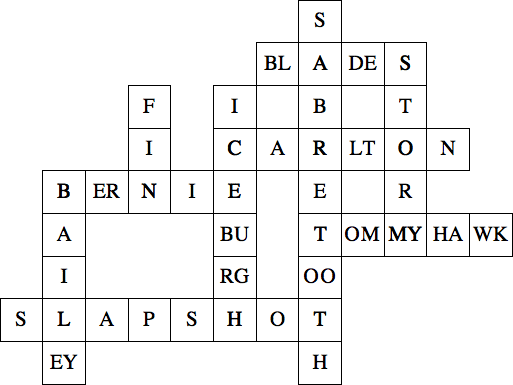 S
BL A DE S
F I B T
I C A R LT O N
B ER N I E E R
A BU T OM MY HA WK
I RG OO
S L A P S H O T
EY H